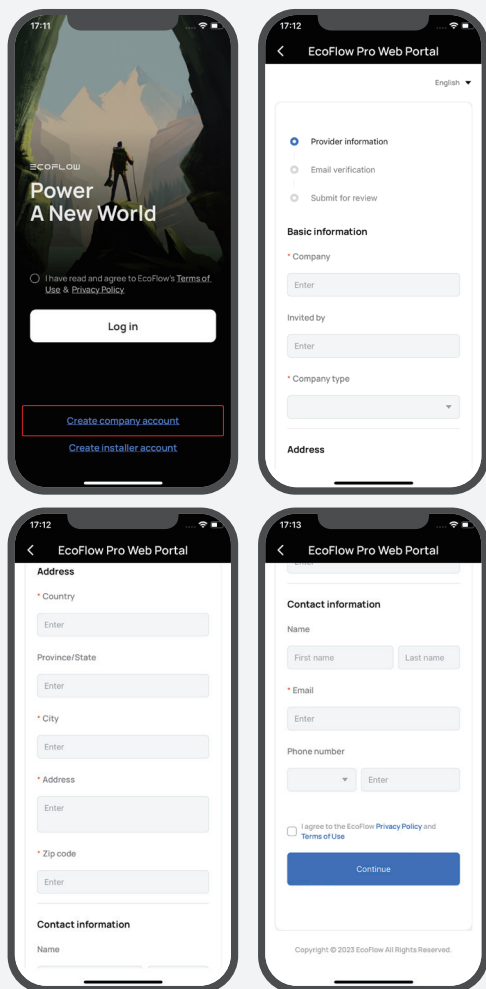 17:11
ECOFLOW
Power
A New World
I have read and agree to EcoFlow's Terms of
Use & Privacy Policy
Log in
Create company account
Create installer account
17:12
EcoFlow Pro Web Portal
English
Provider information
Email verification
Submit for review
Basic information
* Company
Enter
Invited by
Enter
* Company type
Address
17:12
EcoFlow Pro Web Portal
Address
* Country
Enter
Province/State
Enter
* City
Enter
* Address
Enter
* Zip code
Enter
Contact information
Name
17:13
EcoFlow Pro Web Portal
Contact information
Name
First name Last name
* Email
Enter
Phone number
Enter
I agree to the EcoFlow Privacy Policy and
Terms of Use
Continue
Copyright © 2023 EcoFlow All Rights Reserved.